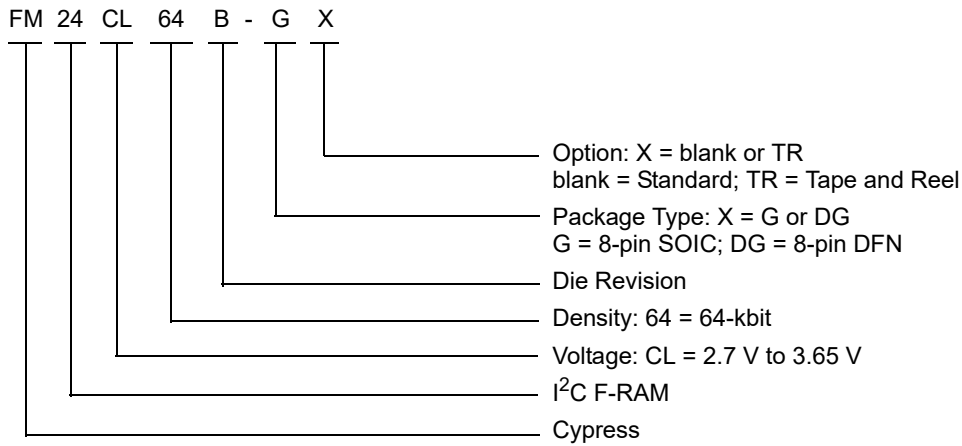 FM 24 CL 64 B - G X
Option: X = blank or TR
blank = Standard; TR = Tape and Reel
Package Type: X = G or DG
G = 8-pin SOIC; DG = 8-pin DFN
Die Revision
Density: 64 = 64-kbit
Voltage: CL = 2.7 V to 3.65 V
I²C F-RAM
Cypress